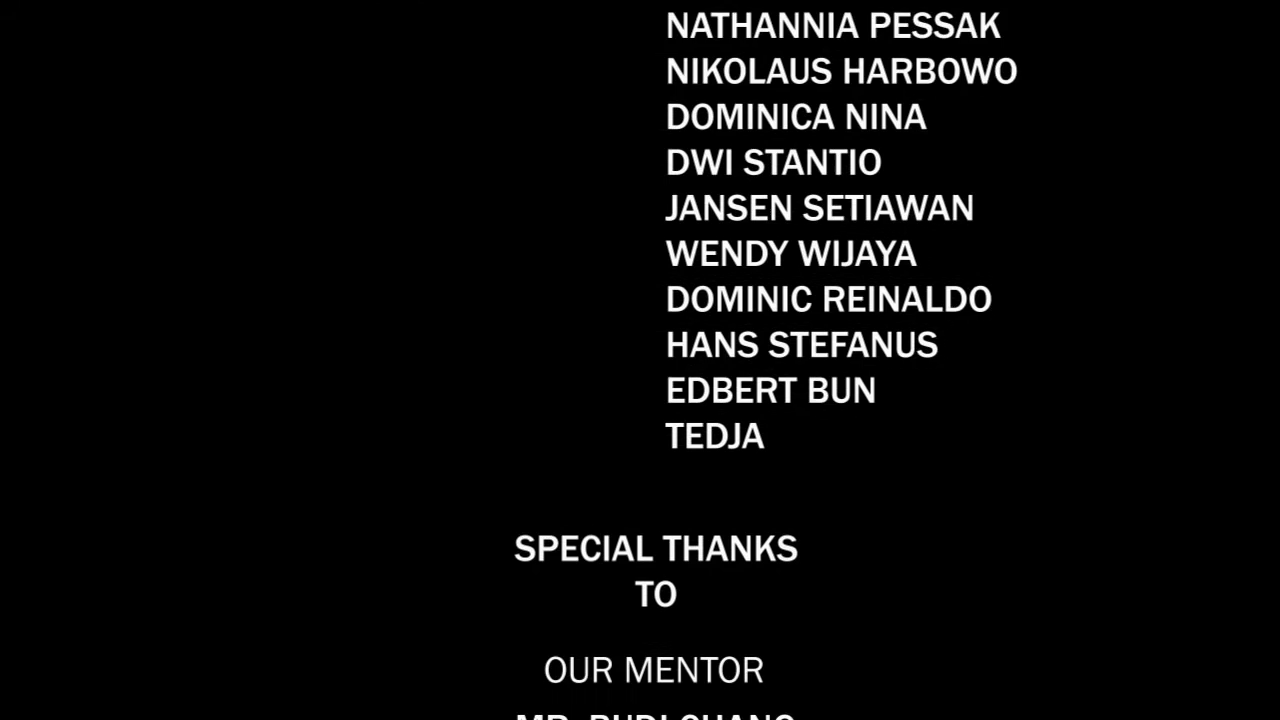 NATHANNIA PESSAK
NIKOLAUS HARBOWO
DOMINICA NINA
DWI STANTIO
JANSEN SETIAWAN
WENDY WIJAYA
DOMINIC REINALDO
HANS STEFANUS
EDBERT BUN
TEDJA
SPECIAL THANKS
TO
OUR MENTOR
MR.